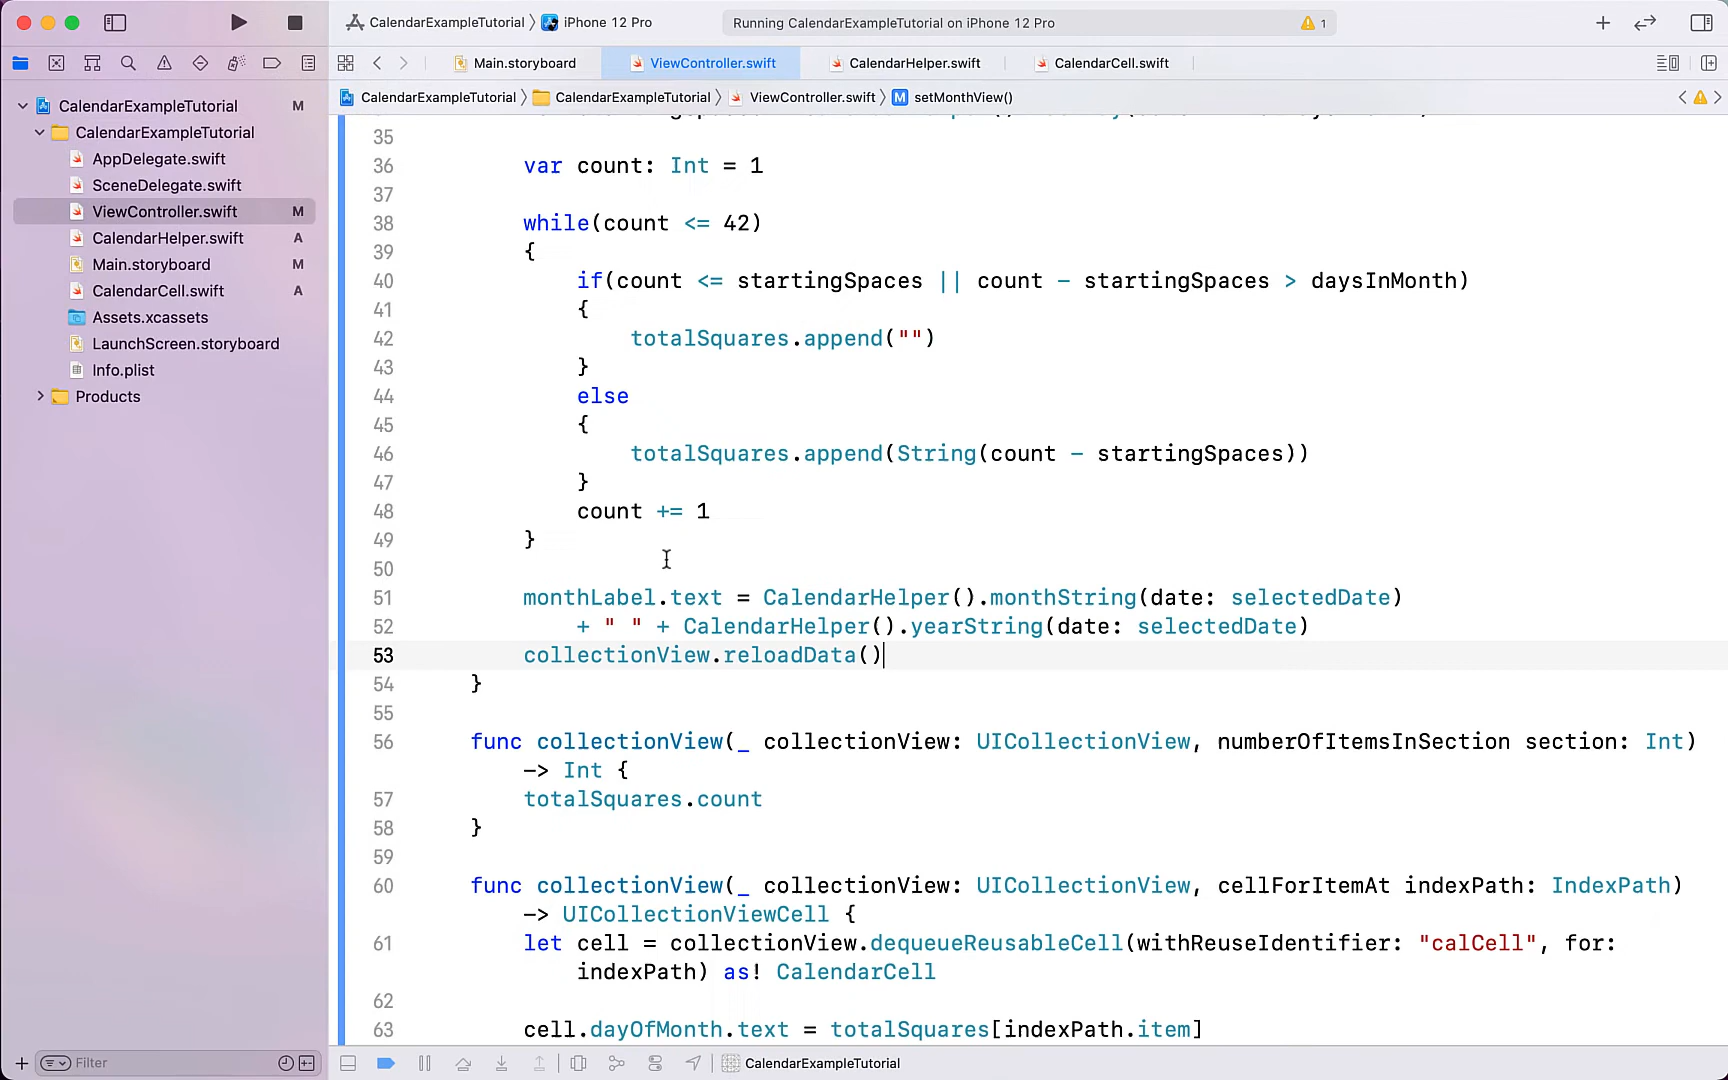 CalendarExampleTutorial iPhone 12 Pro Running CalendarExampleTutorial on iPhone 12 Pro 1
Main.storyboard ViewController.swift CalendarHelper.swift CalendarCell.swift
CalendarExampleTutorial CalendarExampleTutorial ViewController.swift M setMonthView()
CalendarExampleTutorial M
CalendarExampleTutorial
AppDelegate.swift
SceneDelegate.swift
ViewController.swift M
CalendarHelper.swift A
Main.storyboard M
CalendarCell.swift A
Assets.xcassets
LaunchScreen.storyboard
Info.plist
Products
Filter
35
36 var count: Int = 1
37
38 while(count <= 42)
39 {
40 if(count <= startingSpaces || count - startingSpaces > daysInMonth)
41 {
42 totalSquares.append("")
43 }
44 else
45 {
46 totalSquares.append(String(count - startingSpaces))
47 }
48 count += 1
49 }
50
51 monthLabel.text = CalendarHelper().monthString(date: selectedDate)
52 + " " + CalendarHelper().yearString(date: selectedDate)
53 collectionView.reloadData()
54 }
55
56 func collectionView(_ collectionView: UICollectionView, numberOfItemsInSection section: Int)
-> Int {
57 totalSquares.count
58 }
59
60 func collectionView(_ collectionView: UICollectionView, cellForItemAt indexPath: IndexPath)
-> UICollectionViewCell {
61 let cell = collectionView.dequeueReusableCell(withReuseIdentifier: "calCell", for:
indexPath) as! CalendarCell
62
63 cell.dayOfMonth.text = totalSquares[indexPath.item]
CalendarExampleTutorial